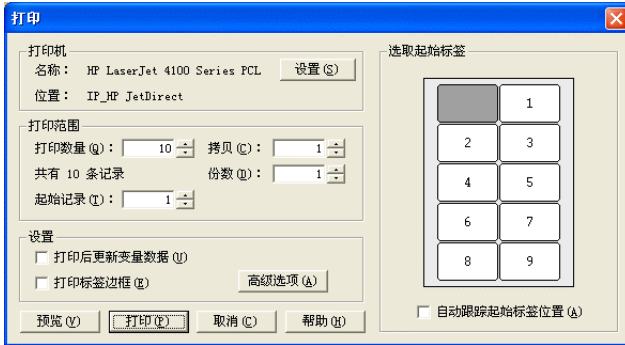 打印
打印机
名称： HP LaserJet 4100 Series PCL 设置(S)
位置： IP_HP JetDirect
打印范围
打印数量(Q)： 10 拷贝(C)： 1
共有 10 条记录 份数(D)： 1
起始记录(T)： 1
设置
打印后更新变量数据(U)
打印标签边框(E) 高级选项(A)
预览(V) 打印(P) 取消(C) 帮助(H)
选取起始标签
1
2 3
4 5
6 7
8 9
自动跟踪起始标签位置(A)